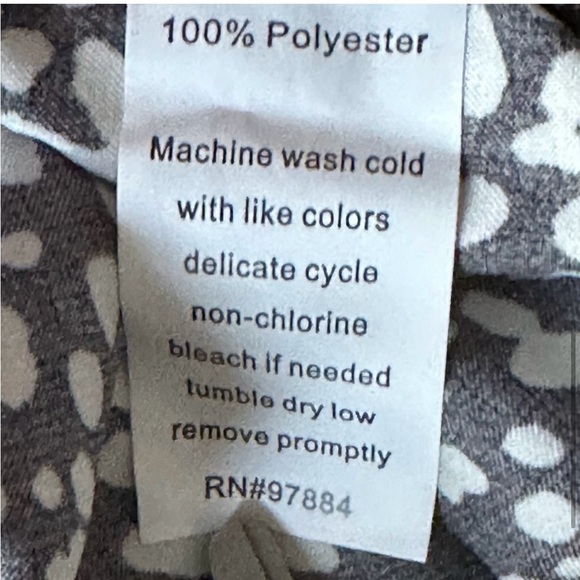 100% Polyester
Machine wash cold
with like colors
delicate cycle
non-chlorine
bleach if needed
tumble dry low
remove promptly
RN#97884